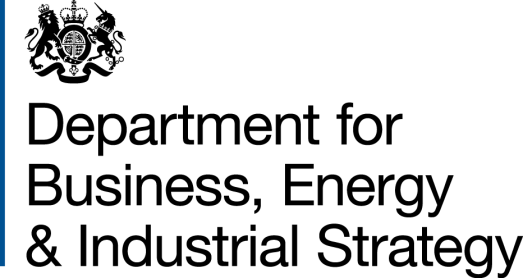 Department for
Business, Energy
& Industrial Strategy